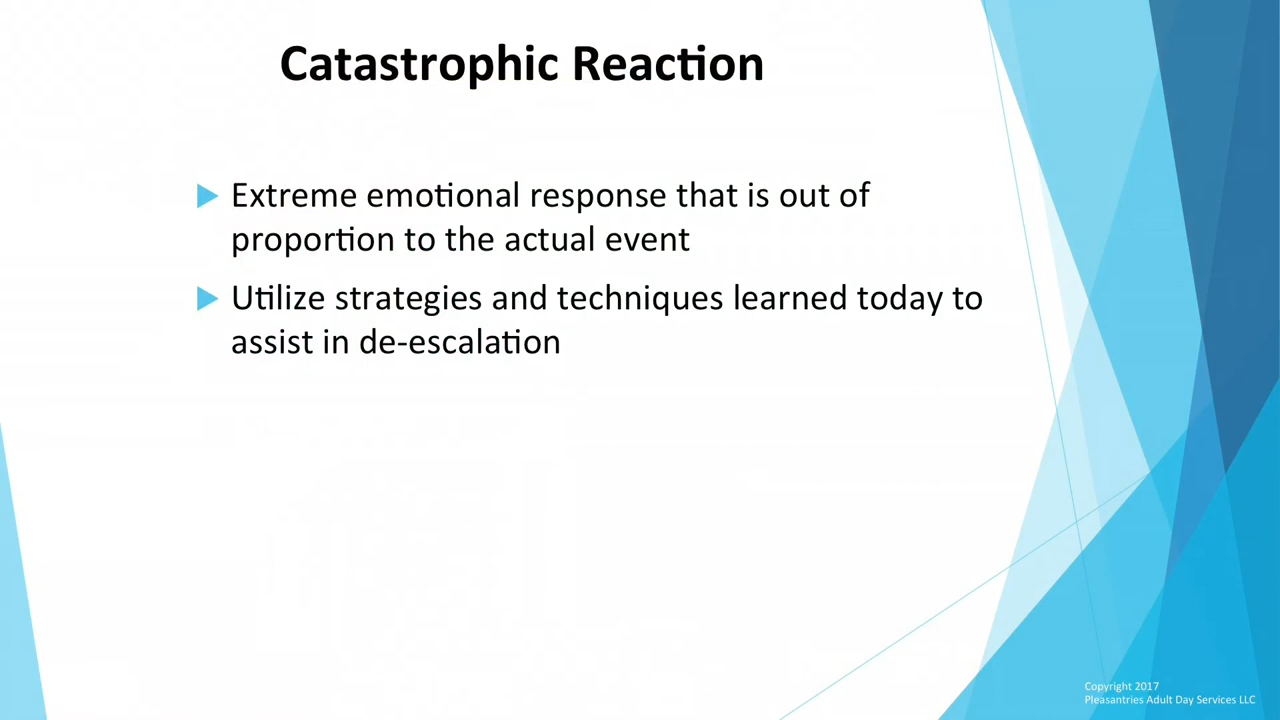 Catastrophic Reaction
Extreme emotional response that is out of
proportion to the actual event
Utilize strategies and techniques learned today to
assist in de-escalation
Copyright 2017
Pleasantries Adult Day Services LLC